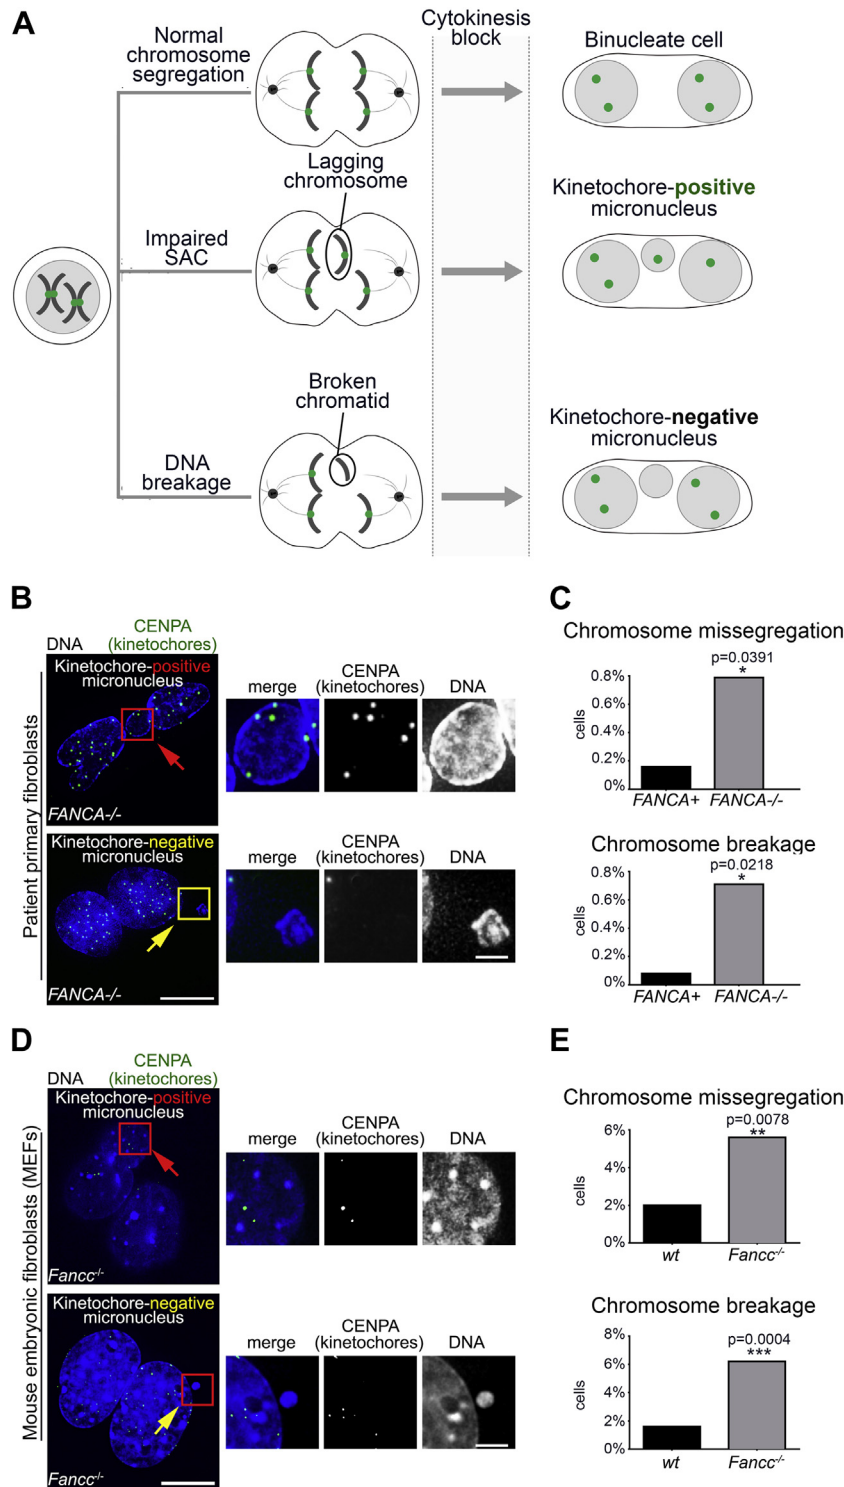 A
Normal
chromosome
segregation
Cytokinesis
block
Binucleate cell
Lagging
chromosome
Impaired
SAC
Kinetochore-positive
micronucleus
Broken
chromatid
DNA
breakage
Kinetochore-negative
micronucleus
B
Patient primary fibroblasts
DNA
CENPA
(kinetochores)
Kinetochore-positive
micronucleus
FANCA-/-
merge
CENPA
(kinetochores)
DNA
Kinetochore-negative
micronucleus
FANCA-/-
merge
CENPA
(kinetochores)
DNA
C
Chromosome missegregation
p=0.0391
*
0.8%
0.6%
0.4%
0.2%
0%
cells
FANCA+ FANCA-/-
Chromosome breakage
p=0.0218
*
0.8%
0.6%
0.4%
0.2%
0%
cells
FANCA+ FANCA-/-
D
Mouse embryonic fibroblasts (MEFs)
DNA
CENPA
(kinetochores)
Kinetochore-positive
micronucleus
Fancc-/-
merge
CENPA
(kinetochores)
DNA
Kinetochore-negative
micronucleus
Fancc-/-
merge
CENPA
(kinetochores)
DNA
E
Chromosome missegregation
p=0.0078
**
6%
4%
2%
0%
cells
wt Fancc-/-
Chromosome breakage
p=0.0004
***
8%
6%
4%
2%
0%
cells
wt Fancc-/-